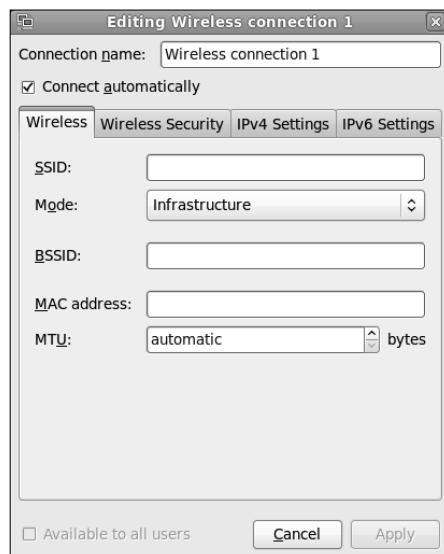 Editing Wireless connection 1
Connection name: Wireless connection 1
Connect automatically
Wireless Wireless Security IPv4 Settings IPv6 Settings
SSID:
Mode: Infrastructure
BSSID:
MAC address:
MTU: automatic bytes
Available to all users Cancel Apply